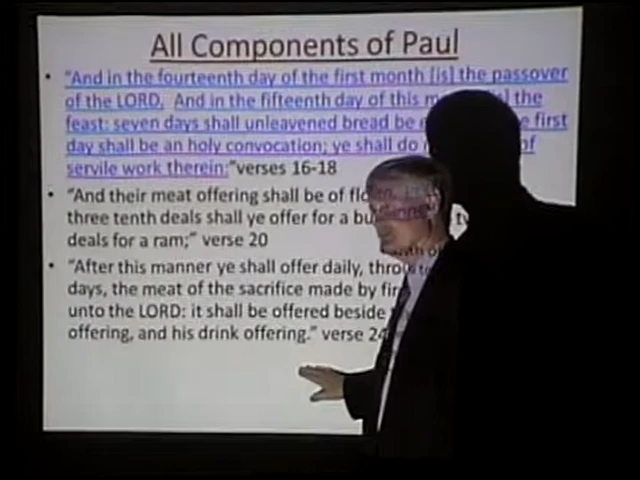 All Components of Paul
• "And in the fourteenth day of the first month [is] the passover
of the LORD. And in the fifteenth day of this the
feast: seven days shall unleavened bread be first
day shall be an holy convocation; ye shall do of
servile work therein:"verses 16-18
• "And their meat offering shall be of
three tenth deals shall ye offer for a
deals for a ram;" verse 20
• "After this manner ye shall offer daily,
days, the meat of the sacrifice made by
unto the LORD: it shall be offered beside
offering, and his drink offering." verse 24